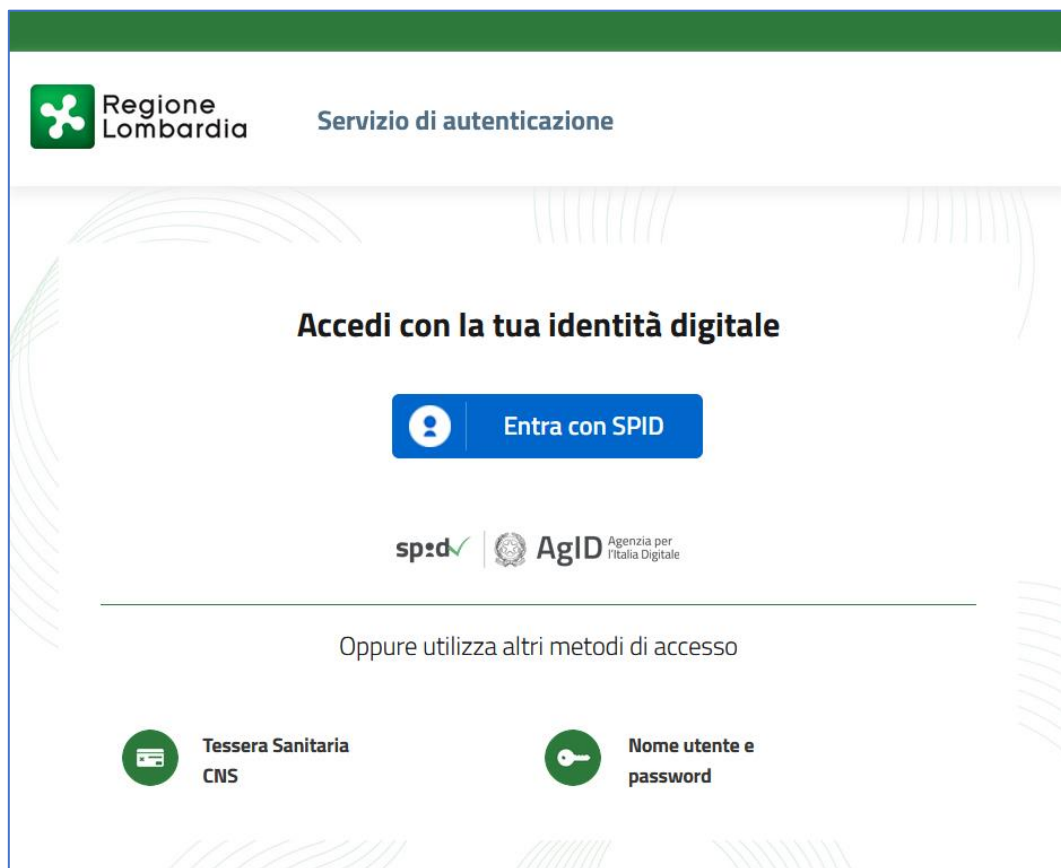 Regione
Lombardia
Servizio di autenticazione
Accedi con la tua identità digitale
Entra con SPID
sp:d
AgID
Agenzia per
l'Italia Digitale
Oppure utilizza altri metodi di accesso
Tessera Sanitaria
CNS
Nome utente e
password